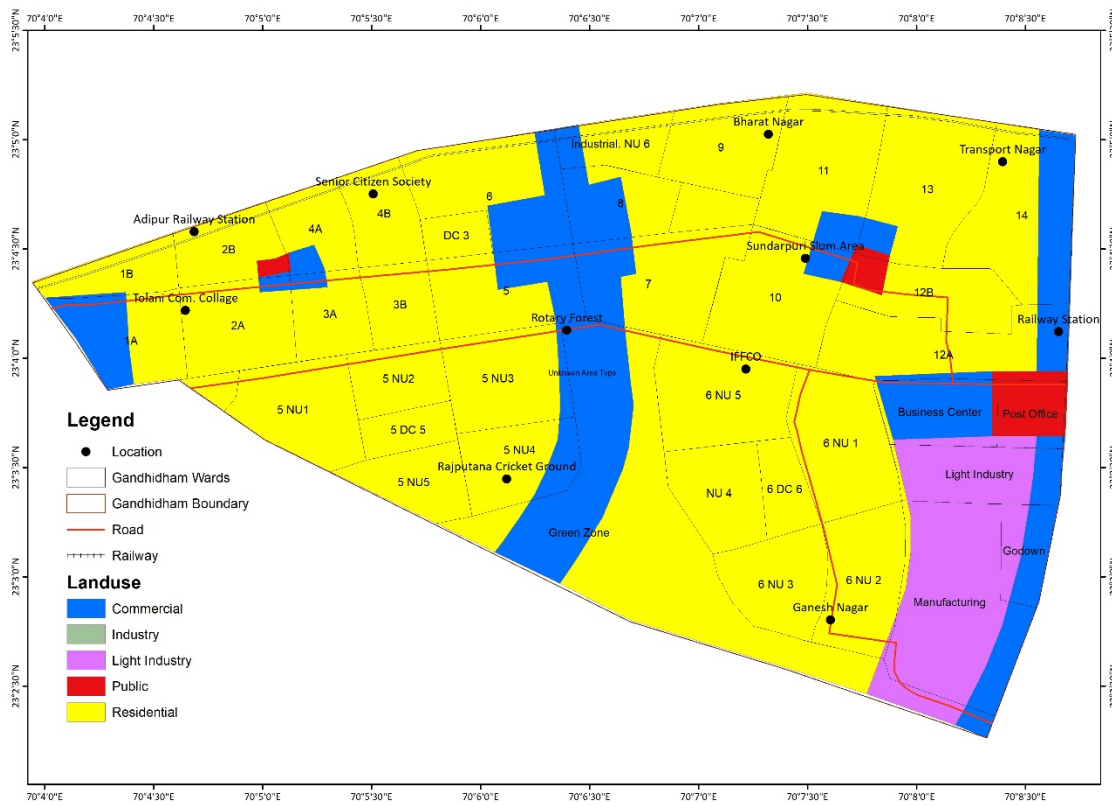 70°4'0"E 70°4'30"E 70°5'0"E 70°5'30"E 70°6'0"E 70°6'30"E 70°7'0"E 70°7'30"E 70°8'0"E 70°8'30"E
23°5'30"N
23°5'0"N
23°4'30"N
23°4'0"N
23°3'30"N
23°3'0"N
23°2'30"N
Bharat Nagar
Industrial. NU 6
9
Transport Nagar
11
Senior Citizen Society
13
6
8
4B
14
Adipur Railway Station
4A
DC 3
2B
Sundarpuri Slum Area
1B
7
5
10
12B
Tolani Com. Collage
3B
3A
2A
Rotary Forest
Railway Station
1A
12A
IFFCO
Unknown Area Type
5 NU2
5 NU3
6 NU 5
5 NU1
Business Center
Post Office
5 DC 5
6 NU 1
5 NU4
Rajputana Cricket Ground
Light Industry
5 NU5
NU 4
6 DC 6
Green Zone
Godown
6 NU 3
6 NU 2
Manufacturing
Ganesh Nagar
Legend
Location
Gandhidham Wards
Gandhidham Boundary
Road
Railway
Landuse
Commercial
Industry
Light Industry
Public
Residential
70°4'0"E 70°4'30"E 70°5'0"E 70°5'30"E 70°6'0"E 70°6'30"E 70°7'0"E 70°7'30"E 70°8'0"E 70°8'30"E